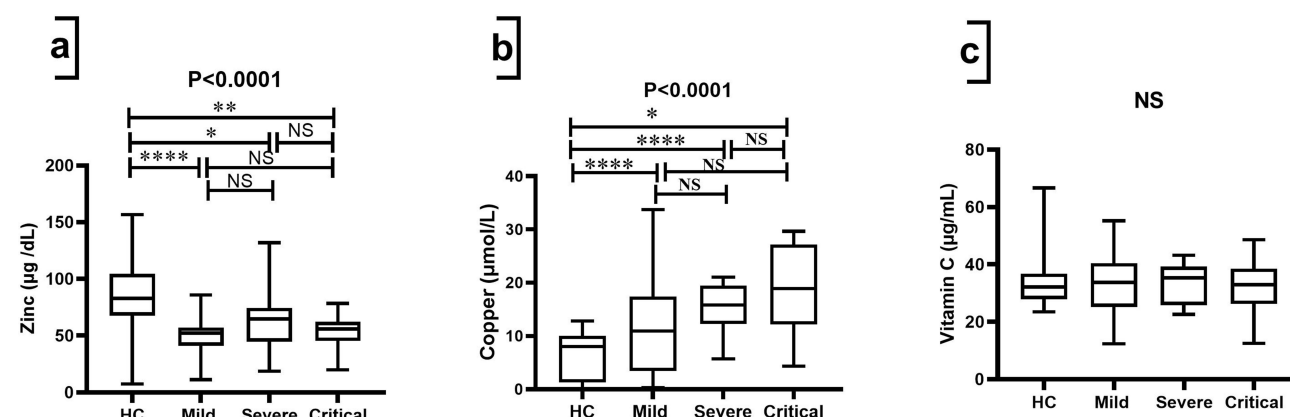 a
P<0.0001
**
* NS
**** NS
NS
Zinc (µg /dL)
200
150
100
50
0
HC Mild Severe Critical
b
P<0.0001
*
**** NS
**** NS
NS
Copper (µmol/L)
40
30
20
10
0
HC Mild Severe Critical
c
NS
Vitamin C (µg/mL)
80
60
40
20
0
HC Mild Severe Critical